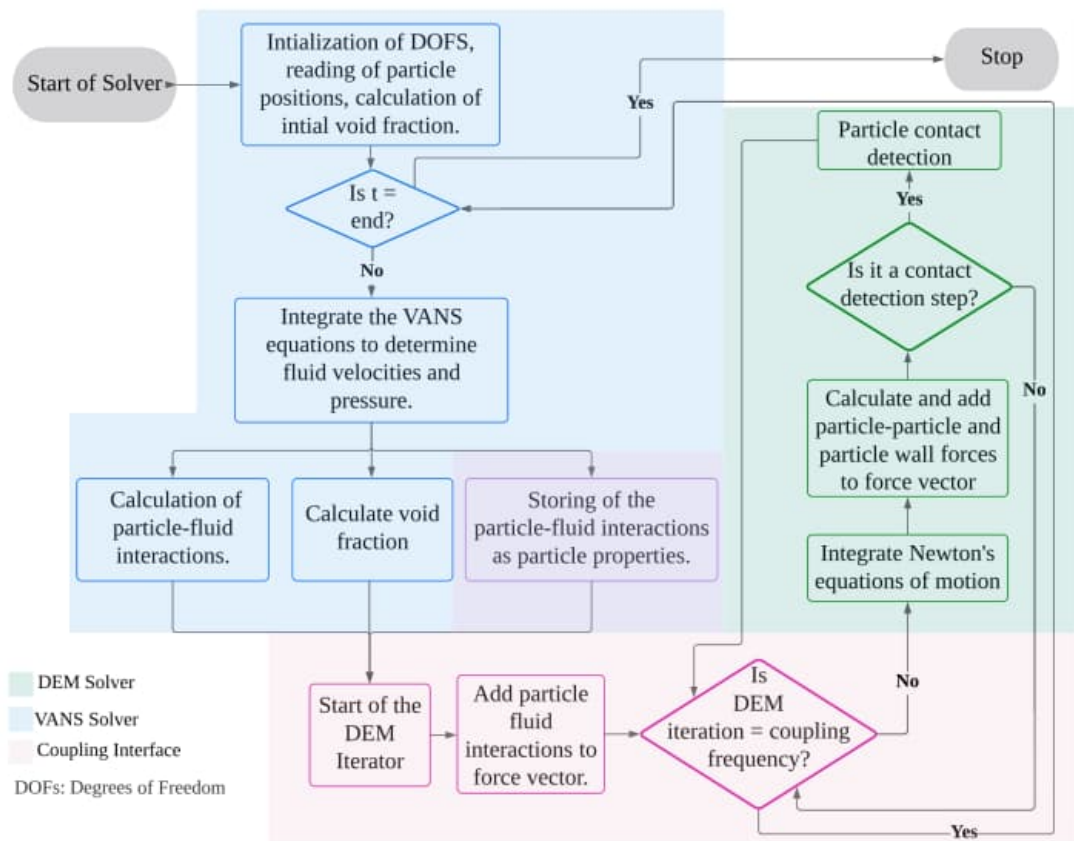 Start of Solver
Intialization of DOFS,
reading of particle
positions, calculation of
intial void fraction.
Stop
Yes
Is t =
end?
No
Integrate the VANS
equations to determine
fluid velocities and
pressure.
Calculation of
particle-fluid
interactions.
Calculate void
fraction
Storing of the
particle-fluid interactions
as particle properties.
Particle contact
detection
Yes
Is it a contact
detection step?
No
Calculate and add
particle-particle and
particle wall forces
to force vector
Integrate Newton's
equations of motion
No
Start of the
DEM
Iterator
Add particle
fluid
interactions to
force vector.
Is
DEM
iteration = coupling
frequency?
Yes
DEM Solver
VANS Solver
Coupling Interface
DOFs: Degrees of Freedom